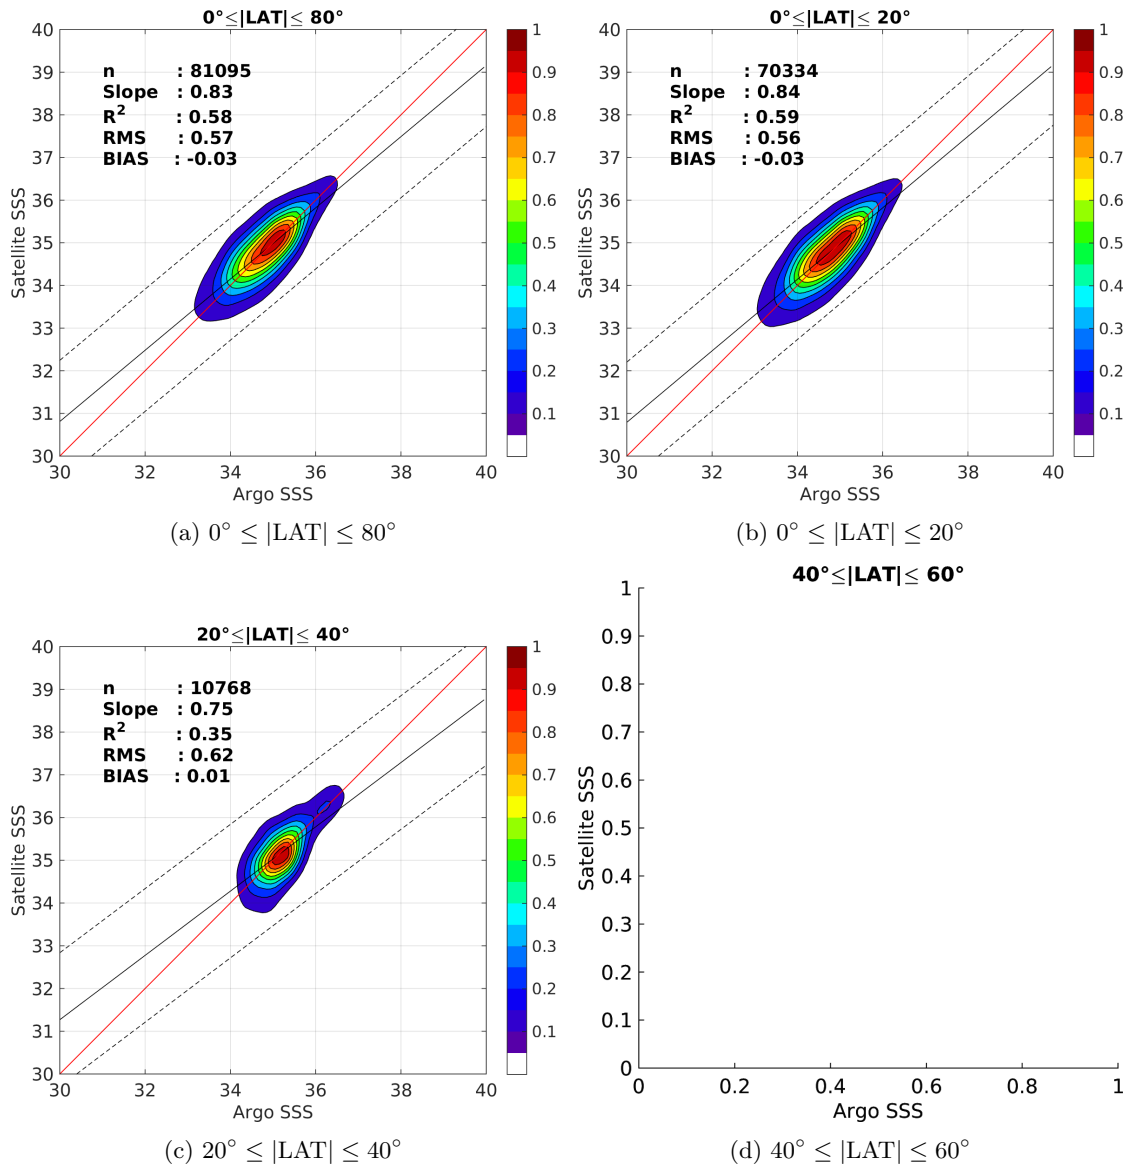 0°≤|LAT|≤ 80°
40
39
38
37
36
35
34
33
32
31
30
Satellite SSS
n : 81095
Slope : 0.83
R2 : 0.58
RMS : 0.57
BIAS : -0.03
30 32 34 36 38 40
Argo SSS
1
0.9
0.8
0.7
0.6
0.5
0.4
0.3
0.2
0.1
(a) 0° ≤ |LAT| ≤ 80°
0°≤|LAT|≤ 20°
40
39
38
37
36
35
34
33
32
31
30
Satellite SSS
n : 70334
Slope : 0.84
R2 : 0.59
RMS : 0.56
BIAS : -0.03
30 32 34 36 38 40
Argo SSS
1
0.9
0.8
0.7
0.6
0.5
0.4
0.3
0.2
0.1
(b) 0° ≤ |LAT| ≤ 20°
20°≤|LAT|≤ 40°
40
39
38
37
36
35
34
33
32
31
30
Satellite SSS
n : 10768
Slope : 0.75
R2 : 0.35
RMS : 0.62
BIAS : 0.01
30 32 34 36 38 40
Argo SSS
1
0.9
0.8
0.7
0.6
0.5
0.4
0.3
0.2
0.1
(c) 20° ≤ |LAT| ≤ 40°
40°≤|LAT|≤ 60°
1
0.9
0.8
0.7
0.6
0.5
0.4
0.3
0.2
0.1
0
Satellite SSS
0 0.2 0.4 0.6 0.8 1
Argo SSS
(d) 40° ≤ |LAT| ≤ 60°